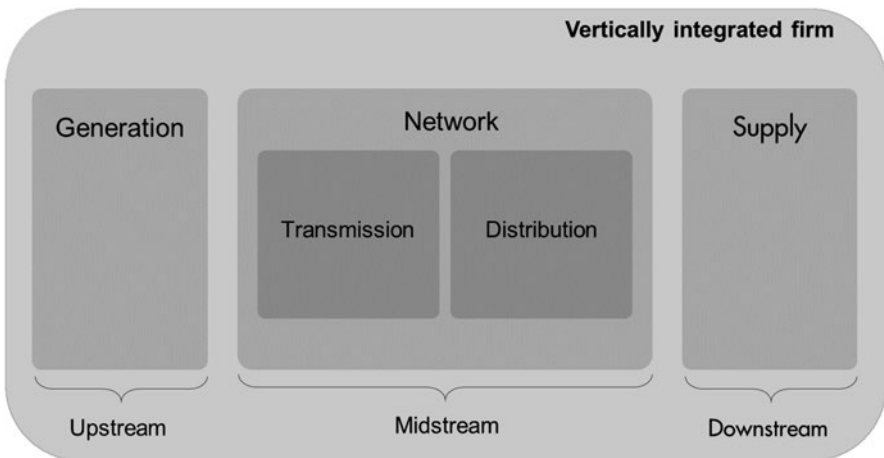 Vertically integrated firm
Generation
Network
Supply
Transmission
Distribution
Upstream
Midstream
Downstream